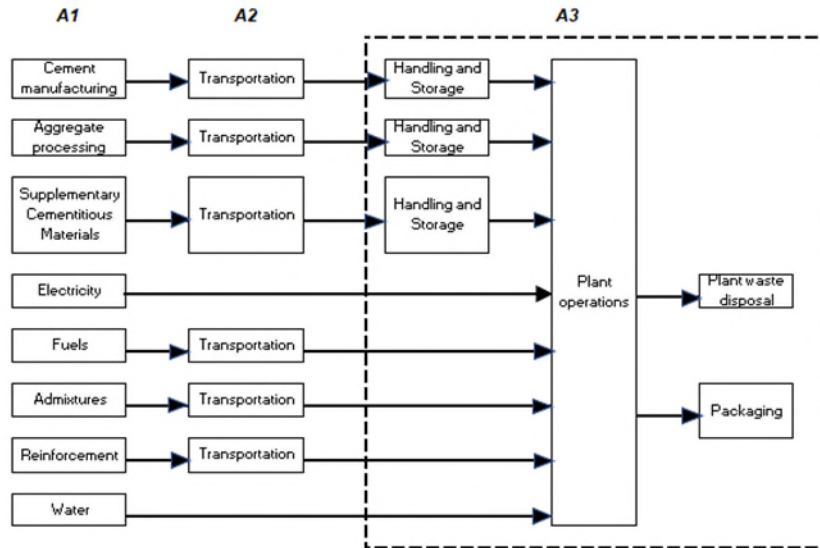 A1 A2 A3
Cement
manufacturing
Transportation
Handling and
Storage
Aggregate
processing
Transportation
Handling and
Storage
Supplementary
Cementitious
Materials
Transportation
Handling and
Storage
Electricity
Plant
operations
Plant waste
disposal
Fuels
Transportation
Admixtures
Transportation
Packaging
Reinforcement
Transportation
Water